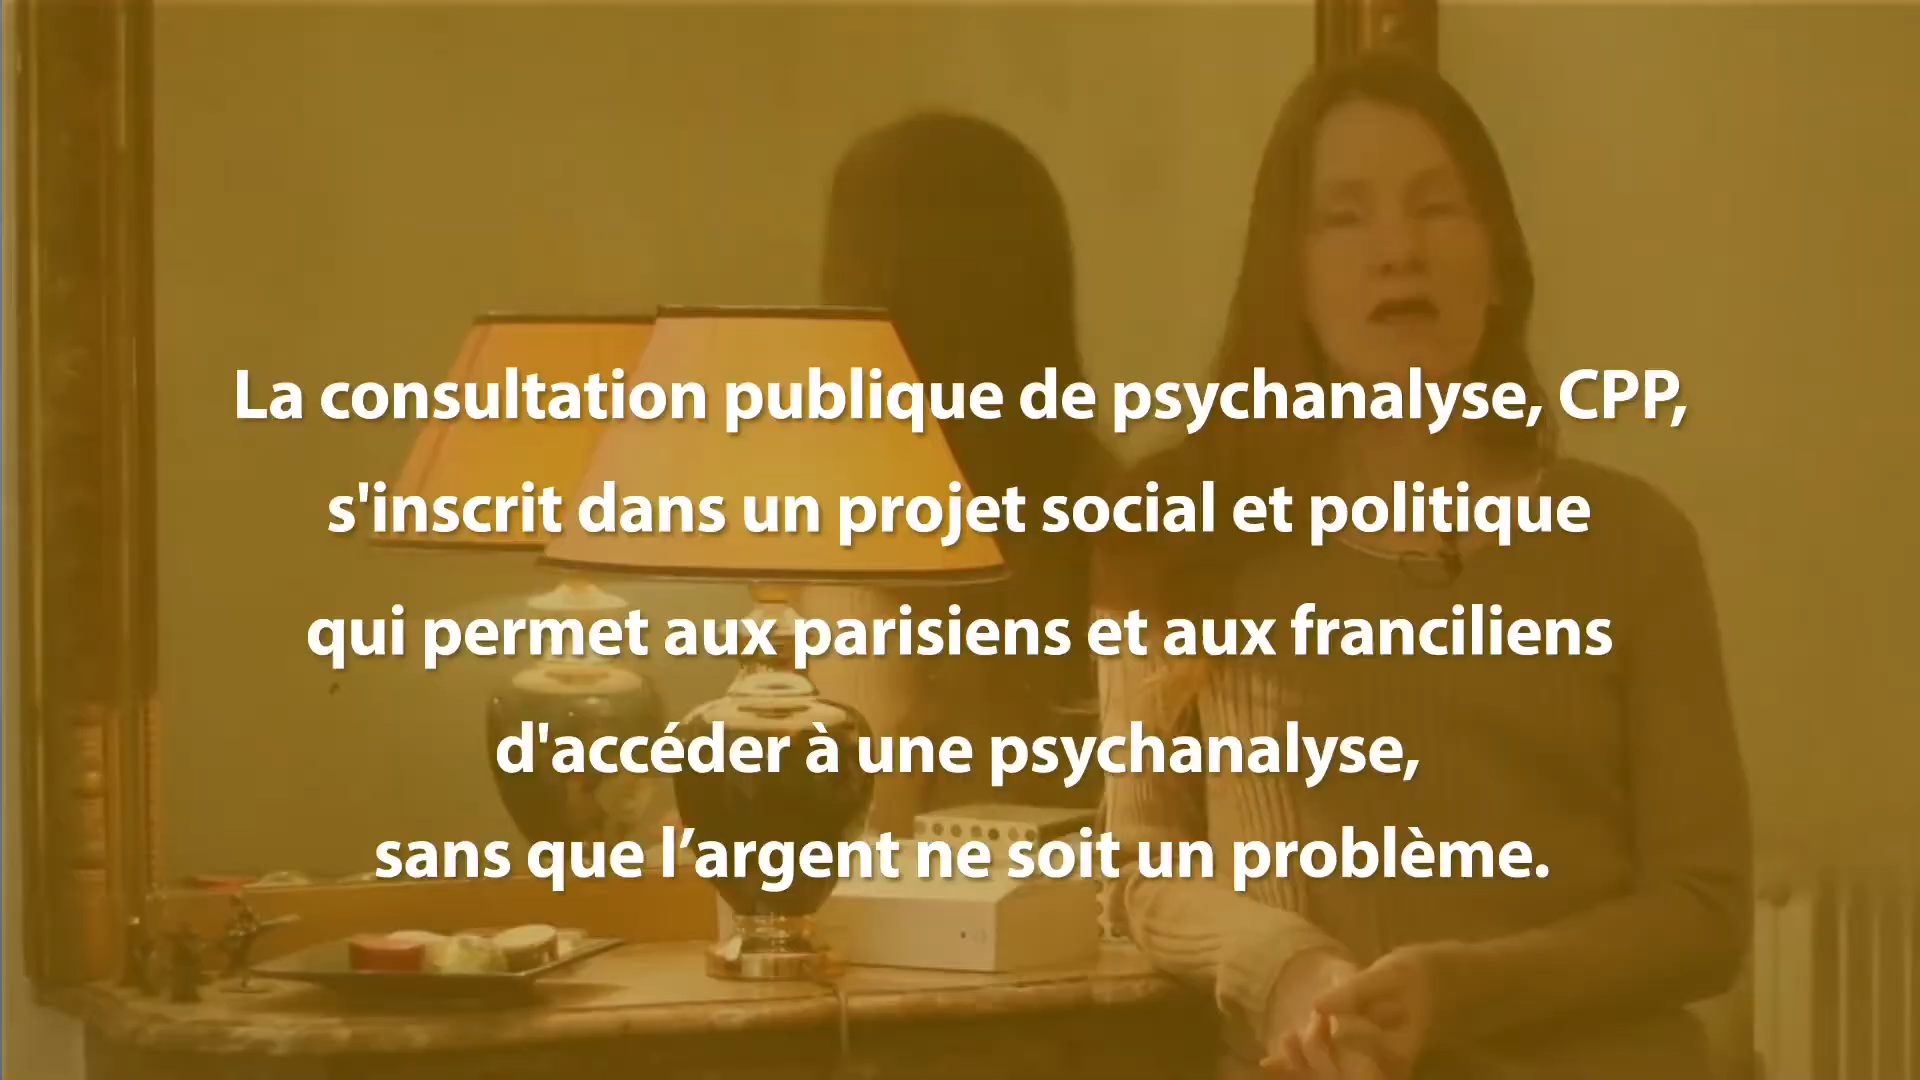 La consultation publique de psychanalyse, CPP,
s'inscrit dans un projet social et politique
qui permet aux parisiens et aux franciliens
d'accéder à une psychanalyse,
sans que l’argent ne soit un problème.